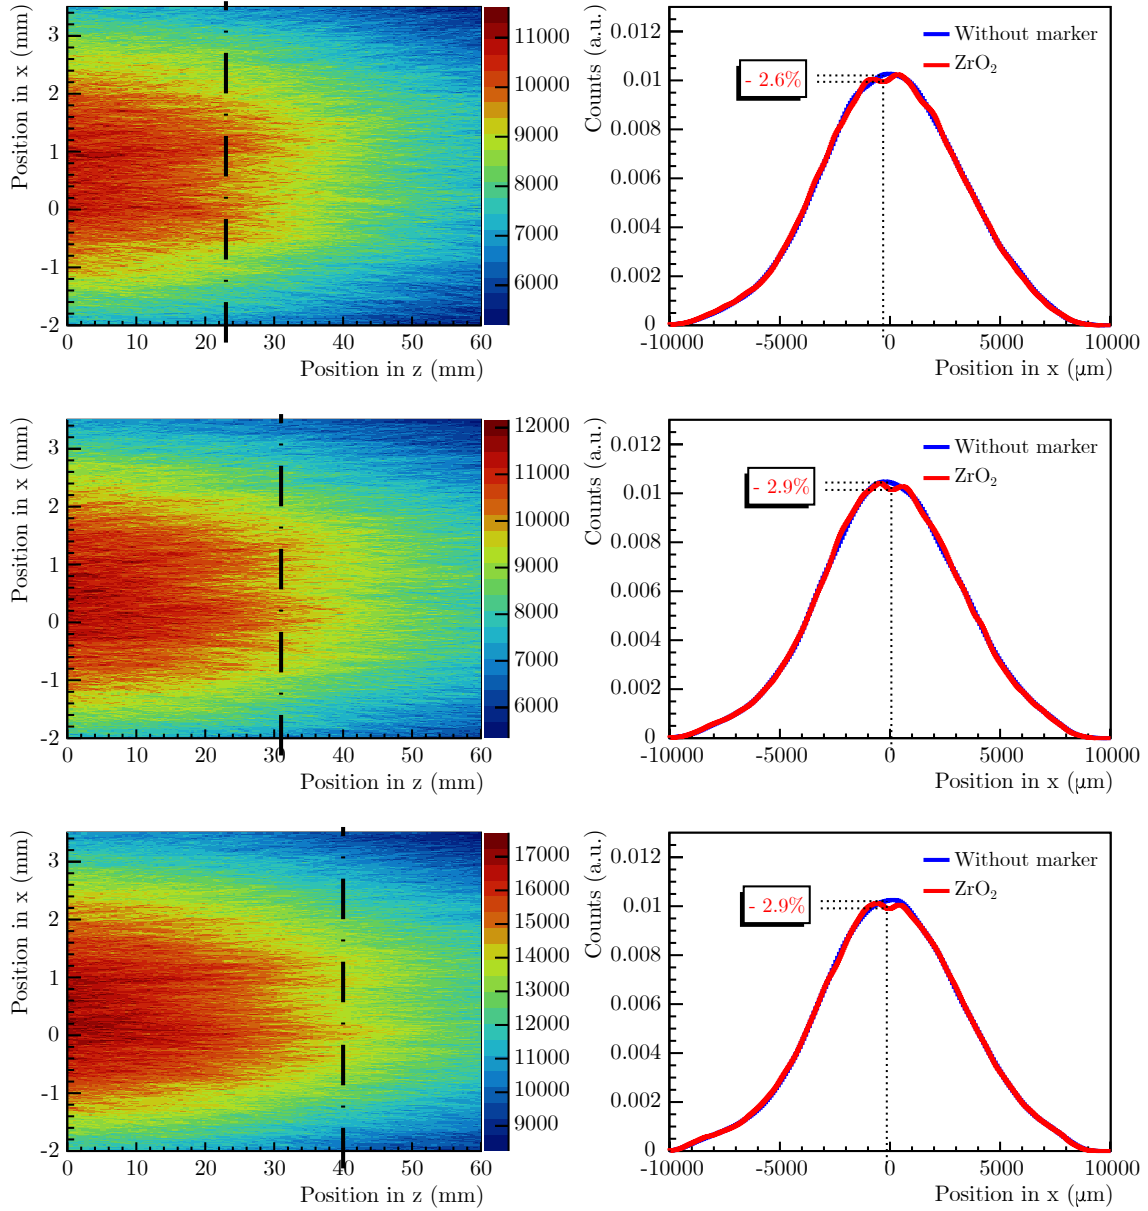 Position in x (mm)
3
2
1
0
-1
-2
0 10 20 30 40 50 60
Position in z (mm)
11000
10000
9000
8000
7000
6000
Counts (a.u.)
0.012
0.01
0.008
0.006
0.004
0.002
0
-10000 -5000 0 5000 10000
Position in x (μm)
- 2.6%
Without marker
ZrO₂
Position in x (mm)
3
2
1
0
-1
-2
0 10 20 30 40 50 60
Position in z (mm)
12000
11000
10000
9000
8000
7000
6000
Counts (a.u.)
0.012
0.01
0.008
0.006
0.004
0.002
0
-10000 -5000 0 5000 10000
Position in x (μm)
- 2.9%
Without marker
ZrO₂
Position in x (mm)
3
2
1
0
-1
-2
0 10 20 30 40 50 60
Position in z (mm)
17000
16000
15000
14000
13000
12000
11000
10000
9000
Counts (a.u.)
0.012
0.01
0.008
0.006
0.004
0.002
0
-10000 -5000 0 5000 10000
Position in x (μm)
- 2.9%
Without marker
ZrO₂